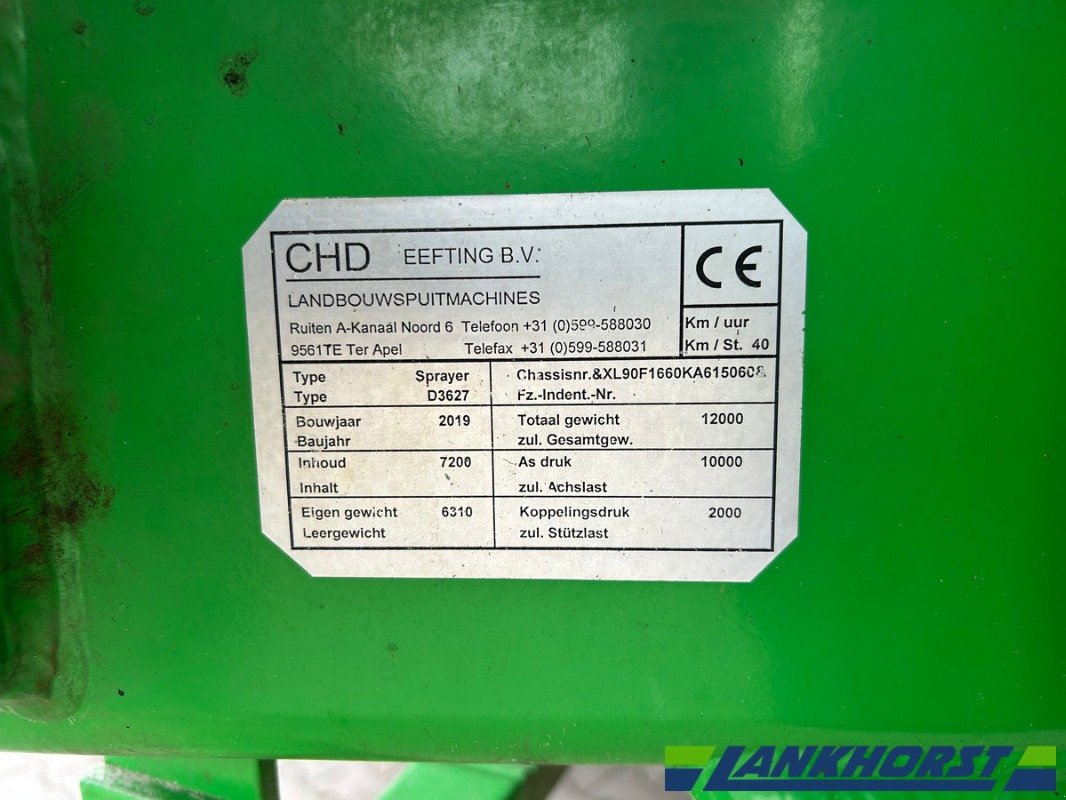 CHD EEFTING B.V.
LANDBOUWSPUITMACHINES
Ruiten A-Kanaal Noord 6 Telefoon +31 (0)599-588030
9561TE Ter Apel Telefax +31 (0)599-588031
CE
Km / uur
Km / St. 40
Type Sprayer Chassisnr.&XL90F1660KA6150608
Type D3627 Fz.-Indent.-Nr.
Bouwjaar 2019 Totaal gewicht 12000
Baujahr zul. Gesamtgew.
Inhoud 7200 As druk 10000
Inhalt zul. Achslast
Eigen gewicht 6310 Koppelingsdruk 2000
Leergewicht zul. Stützlast
LANKHORST